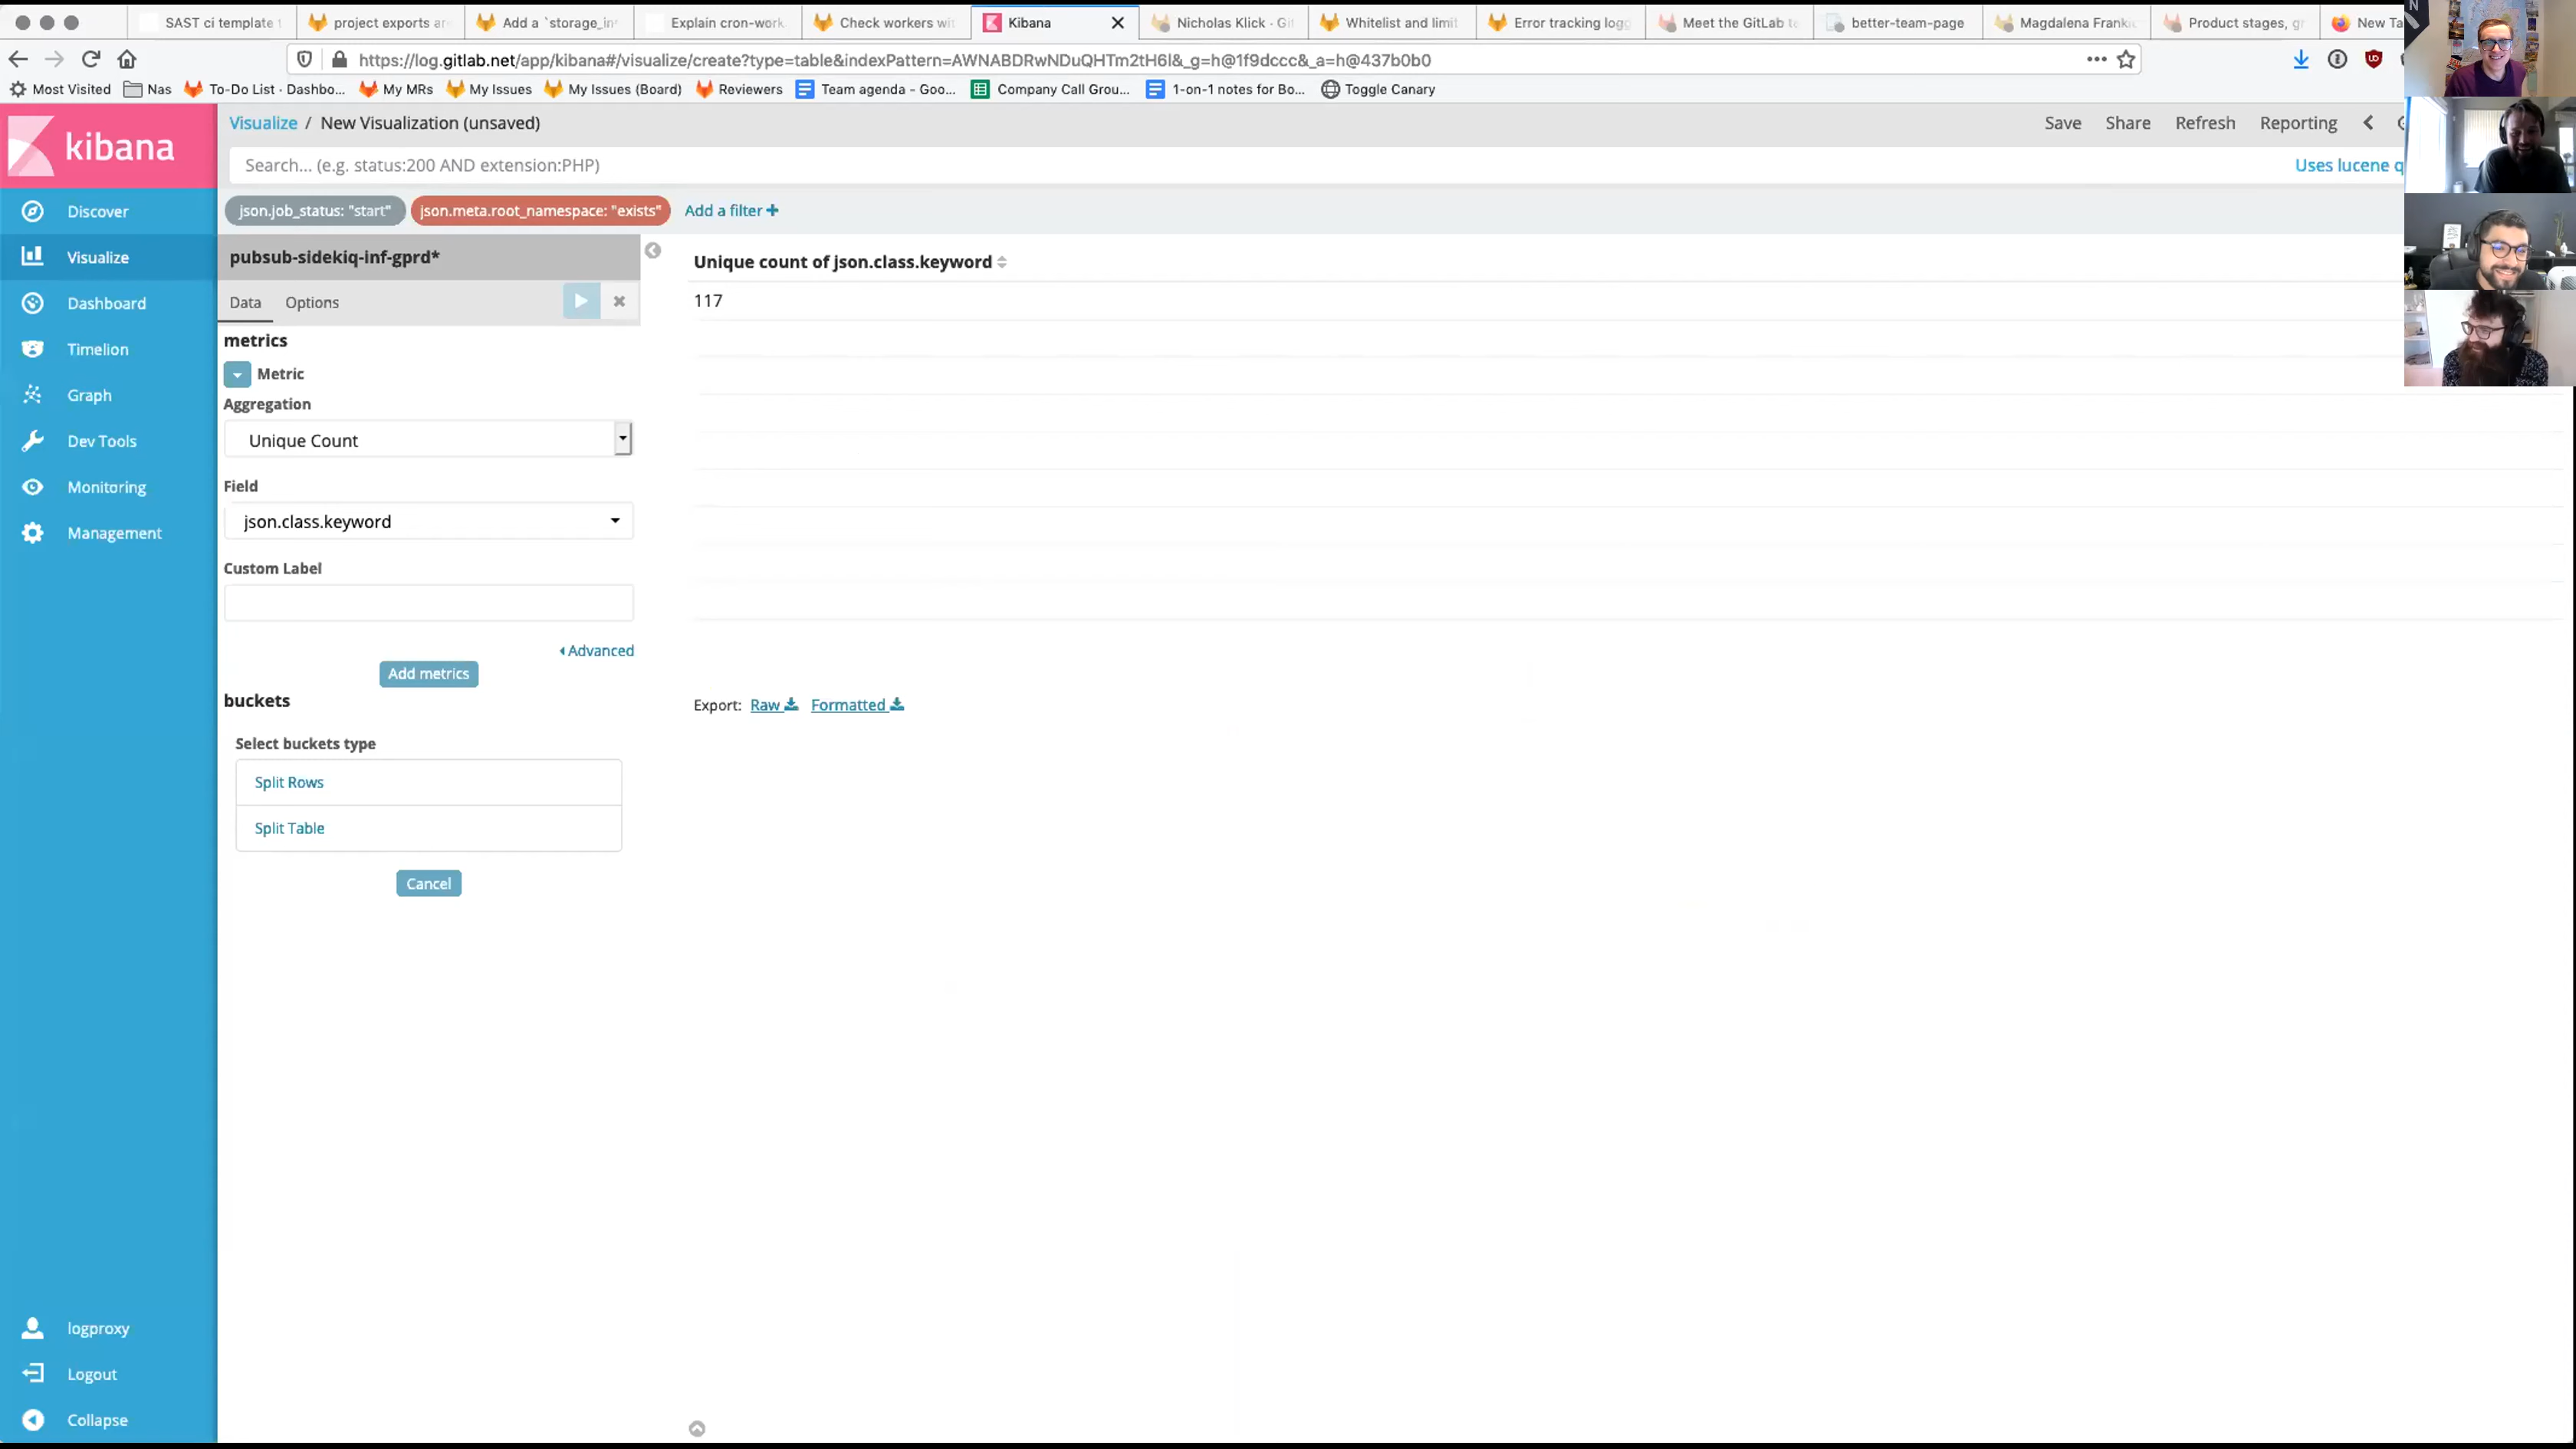 SAST ci template
project exports
Add a `storage_in
Explain cron-work
Check workers wi
Kibana
Nicholas Klick · Gi
Whitelist and limit
Error tracking logg
Meet the GitLab
better-team-page
Magdalena Frankie
Product stages, gr
New Ta
https://log.gitlab.net/app/kibana#/visualize/create?type=table&indexPattern=AWNABDRwNDuQHTm2tH6l&_g=h@1f9dccc&_a=h@437b0b0
Most Visited
Nas
To-Do List · Dashbo...
My MRs
My Issues
My Issues (Board)
Reviewers
Team agenda - Goo...
Company Call Grou...
1-on-1 notes for Bo...
Toggle Canary
kibana
Visualize / New Visualization (unsaved)
Save
Share
Refresh
Reporting
Search... (e.g. status:200 AND extension:PHP)
Uses lucene q
json.job_status: "start"
json.meta.root_namespace: "exists"
Add a filter +
Discover
Visualize
Dashboard
Timelion
Graph
Dev Tools
Monitoring
Management
pubsub-sidekiq-inf-gprd*
Data
Options
metrics
Metric
Aggregation
Unique Count
Field
json.class.keyword
Custom Label
Advanced
Add metrics
buckets
Select buckets type
Split Rows
Split Table
Cancel
Unique count of json.class.keyword
117
Export: Raw Formatted
logproxy
Logout
Collapse